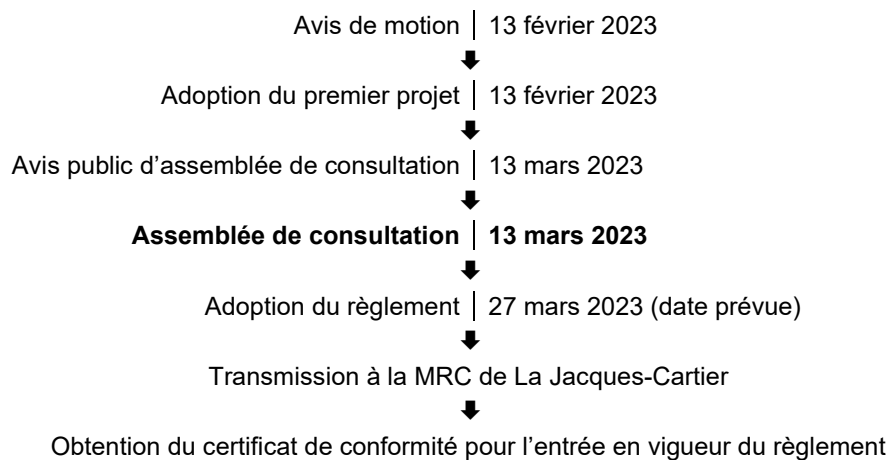 Avis de motion | 13 février 2023
Adoption du premier projet | 13 février 2023
Avis public d’assemblée de consultation | 13 mars 2023
Assemblée de consultation | 13 mars 2023
Adoption du règlement | 27 mars 2023 (date prévue)
Transmission à la MRC de La Jacques-Cartier
Obtention du certificat de conformité pour l’entrée en vigueur du règlement